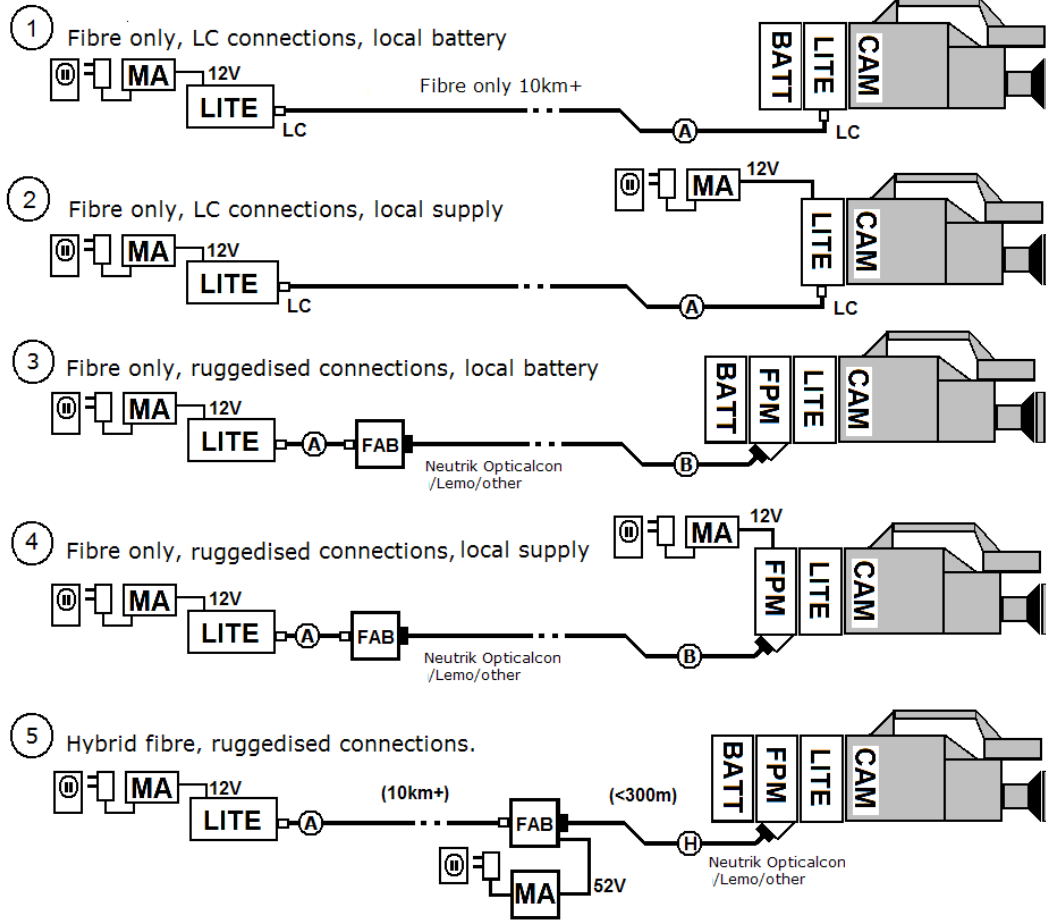 1
Fibre only, LC connections, local battery
MA
12V
LITE
LC
Fibre only 10km+
A
LC
BATT
LITE
CAM
2
Fibre only, LC connections, local supply
MA
12V
LITE
LC
A
LC
MA
12V
LITE
CAM
3
Fibre only, ruggedised connections, local battery
MA
12V
LITE
A
FAB
Neutrik Opticalcon
/Lemo/other
B
BATT
FPM
LITE
CAM
4
Fibre only, ruggedised connections, local supply
MA
12V
LITE
A
FAB
Neutrik Opticalcon
/Lemo/other
B
MA
12V
FPM
LITE
CAM
5
Hybrid fibre, ruggedised connections.
MA
12V
LITE
A
(10km+)
FAB
MA
52V
(<300m)
H
Neutrik Opticalcon
/Lemo/other
BATT
FPM
LITE
CAM